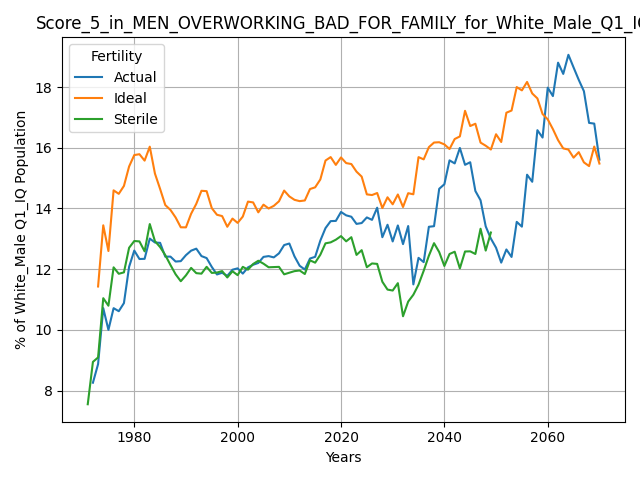 Score_5_in_MEN_OVERWORKING_BAD_FOR_FAMILY_for_White_Male_Q1_IQ
Fertility
Actual
Ideal
Sterile
% of White_Male Q1_IQ Population
18
16
14
12
10
8
1980 2000 2020 2040 2060
Years